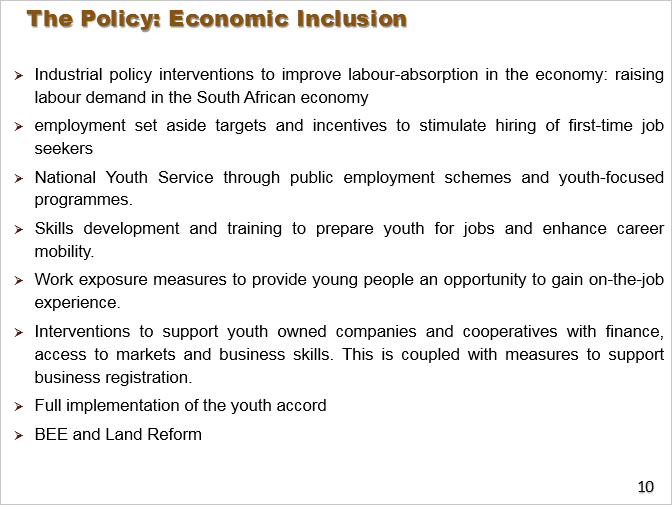 The Policy: Economic Inclusion
➢ Industrial policy interventions to improve labour-absorption in the economy: raising
labour demand in the South African economy
➢ employment set aside targets and incentives to stimulate hiring of first-time job
seekers
➢ National Youth Service through public employment schemes and youth-focused
programmes.
➢ Skills development and training to prepare youth for jobs and enhance career
mobility.
➢ Work exposure measures to provide young people an opportunity to gain on-the-job
experience.
➢ Interventions to support youth owned companies and cooperatives with finance,
access to markets and business skills. This is coupled with measures to support
business registration.
➢ Full implementation of the youth accord
➢ BEE and Land Reform
10